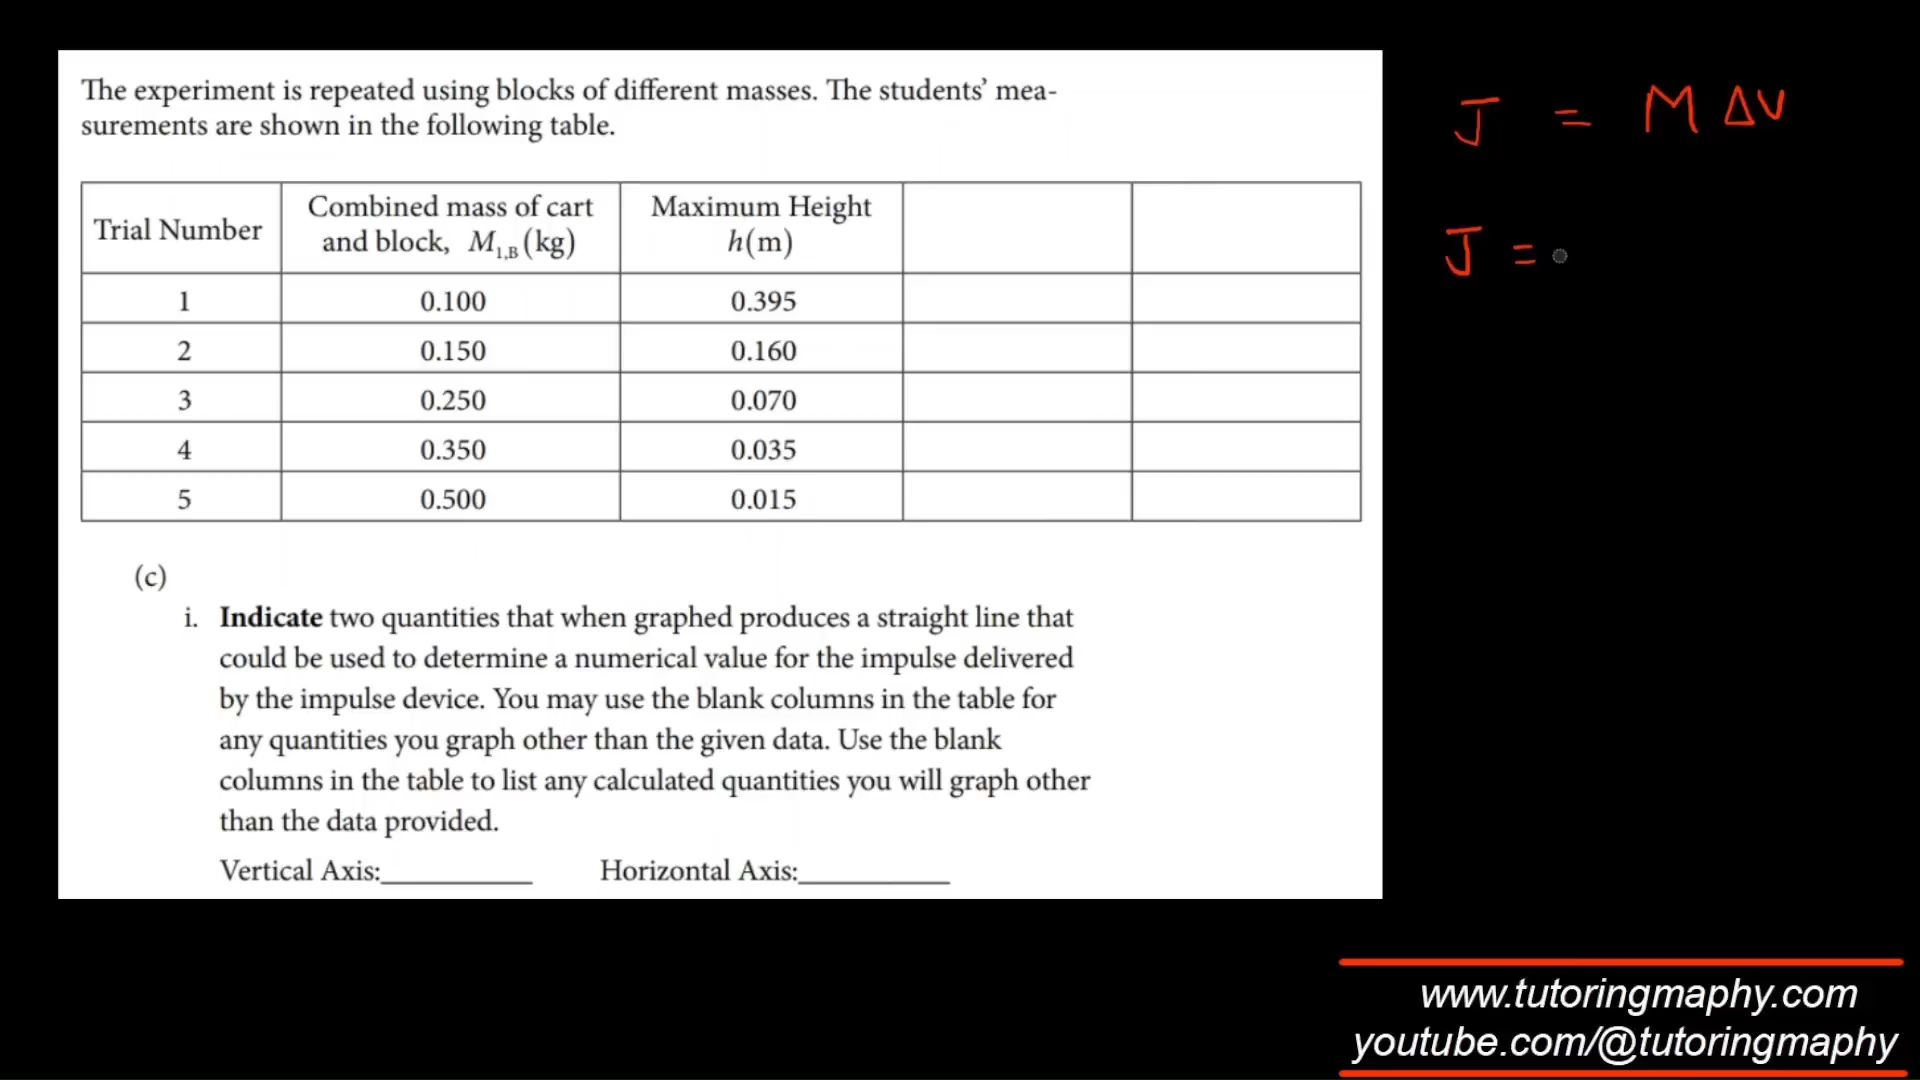 The experiment is repeated using blocks of different masses. The students' mea-
surements are shown in the following table.
J = M ΔV
J =
Trial Number
Combined mass of cart
and block, M1,B (kg)
Maximum Height
h(m)
1 0.100 0.395
2 0.150 0.160
3 0.250 0.070
4 0.350 0.035
5 0.500 0.015
(c)
i. Indicate two quantities that when graphed produces a straight line that
could be used to determine a numerical value for the impulse delivered
by the impulse device. You may use the blank columns in the table for
any quantities you graph other than the given data. Use the blank
columns in the table to list any calculated quantities you will graph other
than the data provided.
Vertical Axis:__________ Horizontal Axis:__________
www.tutoringmaphy.com
youtube.com/@tutoringmaphy